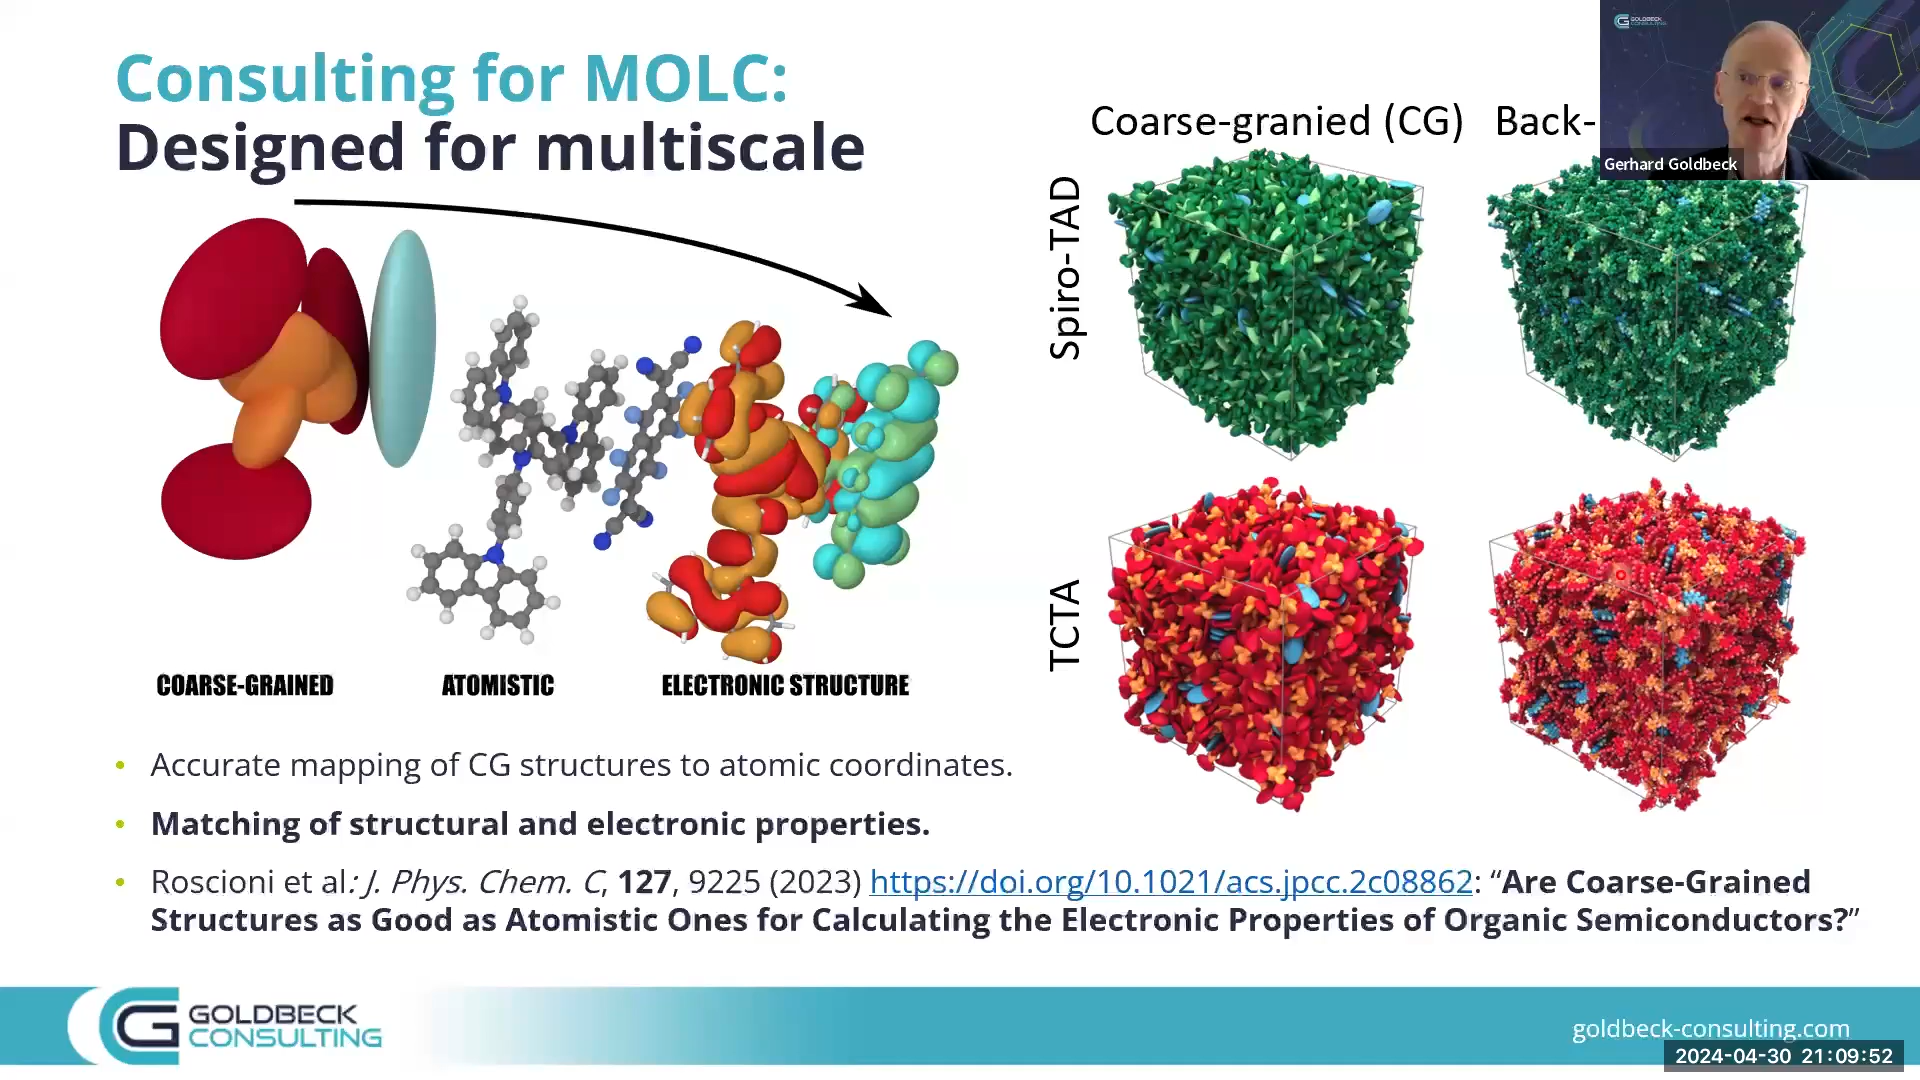 Consulting for MOLC:
Designed for multiscale
Coarse-granied (CG) Back-
GOLDBECK
CONSULTING
Gerhard Goldbeck
Spiro-TAD
TCTA
COARSE-GRAINED ATOMISTIC ELECTRONIC STRUCTURE
• Accurate mapping of CG structures to atomic coordinates.
• Matching of structural and electronic properties.
• Roscioni et al.: J. Phys. Chem. C, 127, 9225 (2023) https://doi.org/10.1021/acs.jpcc.2c08862: “Are Coarse-Grained
Structures as Good as Atomistic Ones for Calculating the Electronic Properties of Organic Semiconductors?”
GOLDBECK
CONSULTING
goldbeck-consulting.com
2024-04-30 21:09:52